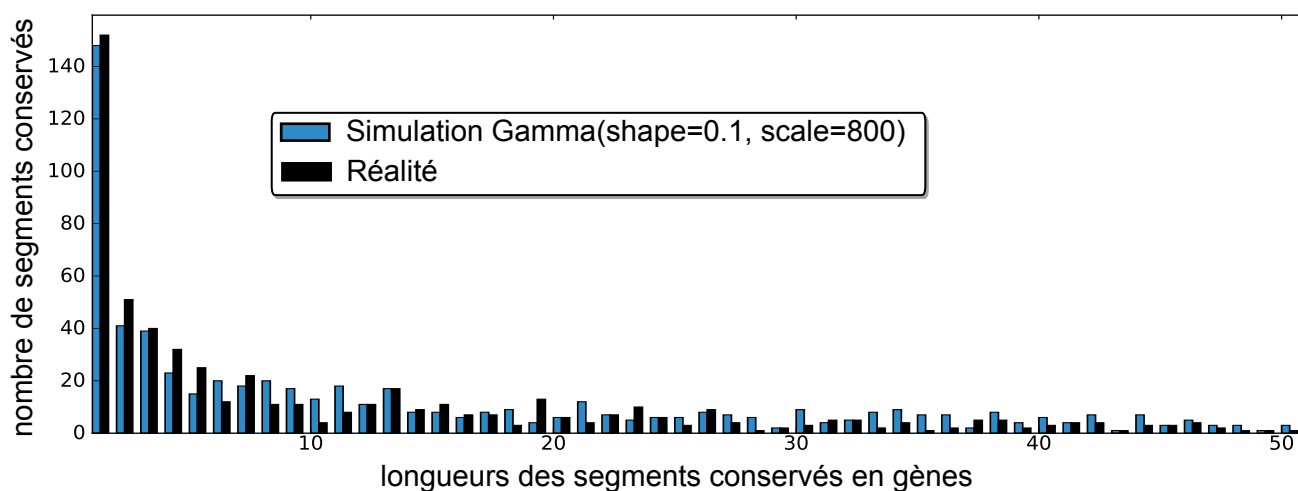 nombre de segments conservés
140
120
100
80
60
40
20
0
Simulation Gamma(shape=0.1, scale=800)
Réalité
10 20 30 40 50
longueurs des segments conservés en gènes